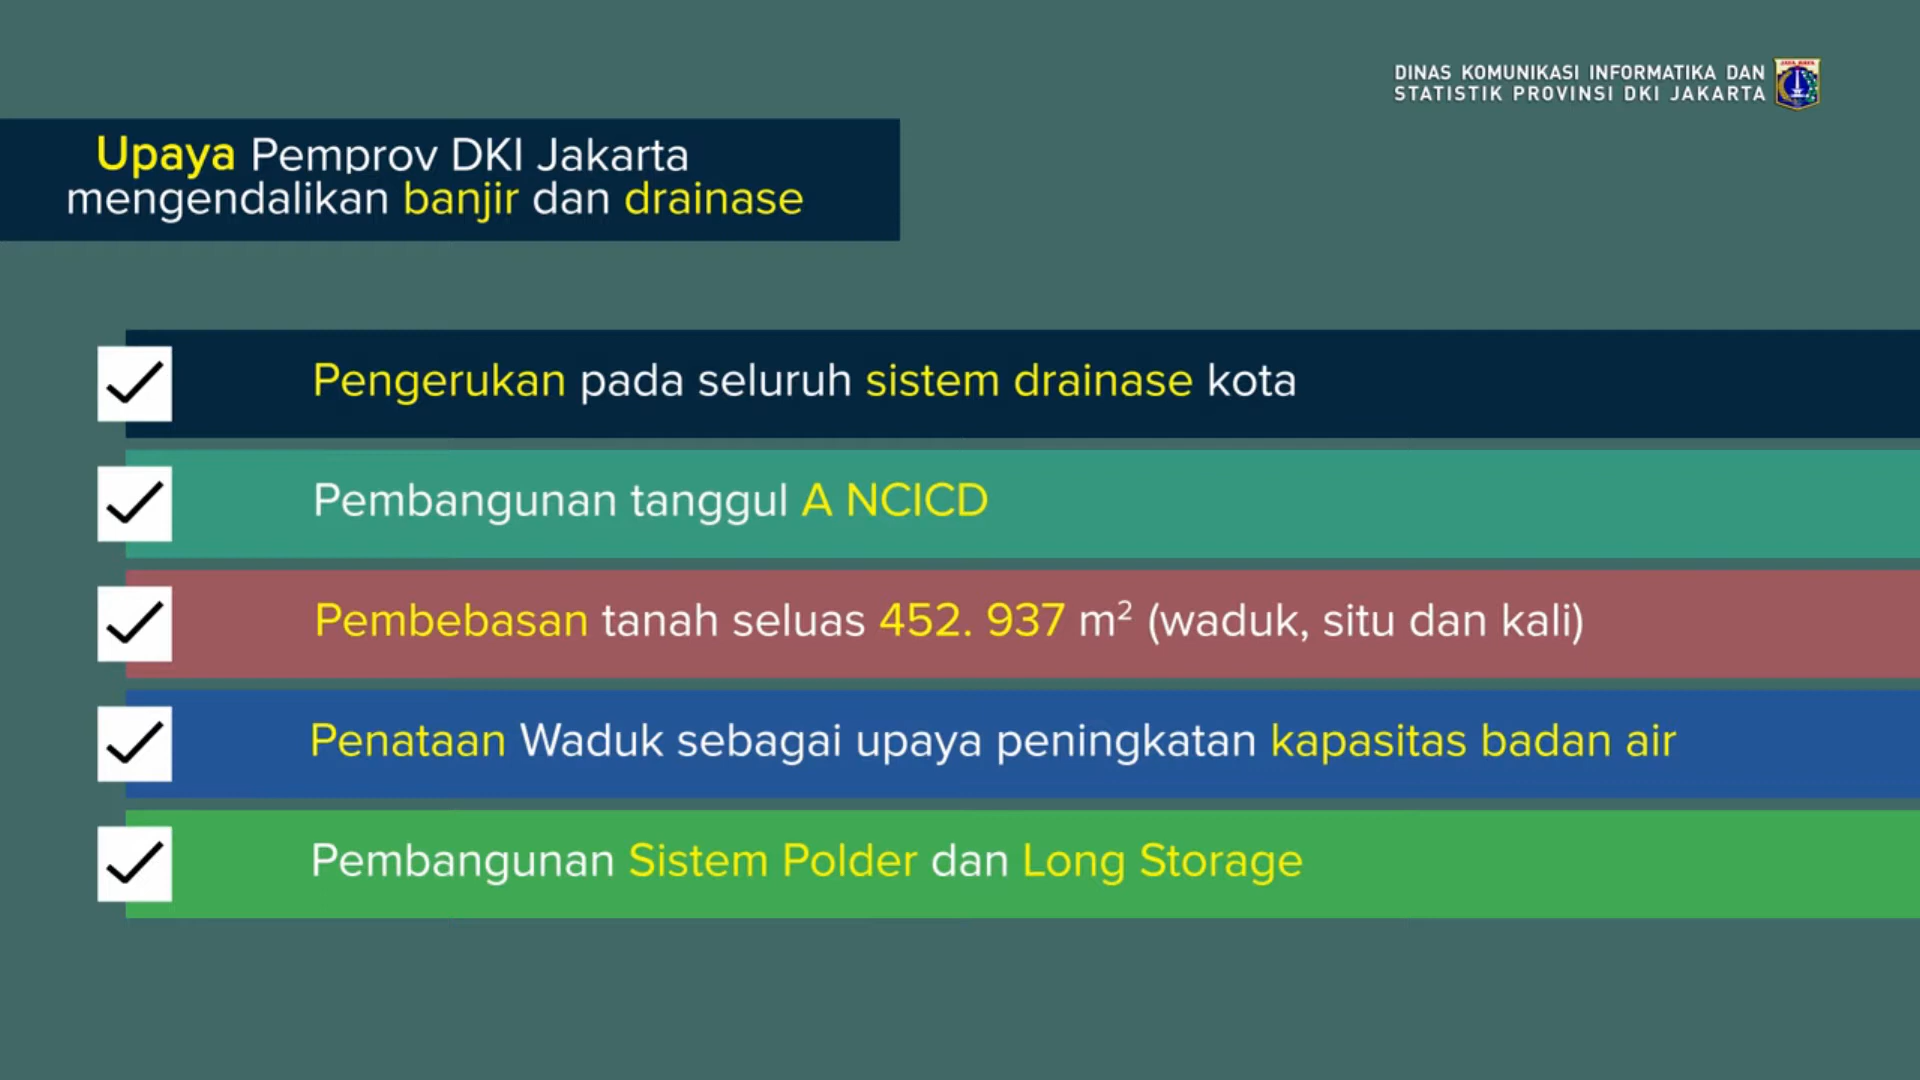 DINAS KOMUNIKASI INFORMATIKA DAN
STATISTIK PROVINSI DKI JAKARTA
Upaya Pemprov DKI Jakarta
mengendalikan banjir dan drainase
Pengerukan pada seluruh sistem drainase kota
Pembangunan tanggul A NCICD
Pembebasan tanah seluas 452. 937 m² (waduk, situ dan kali)
Penataan Waduk sebagai upaya peningkatan kapasitas badan air
Pembangunan Sistem Polder dan Long Storage